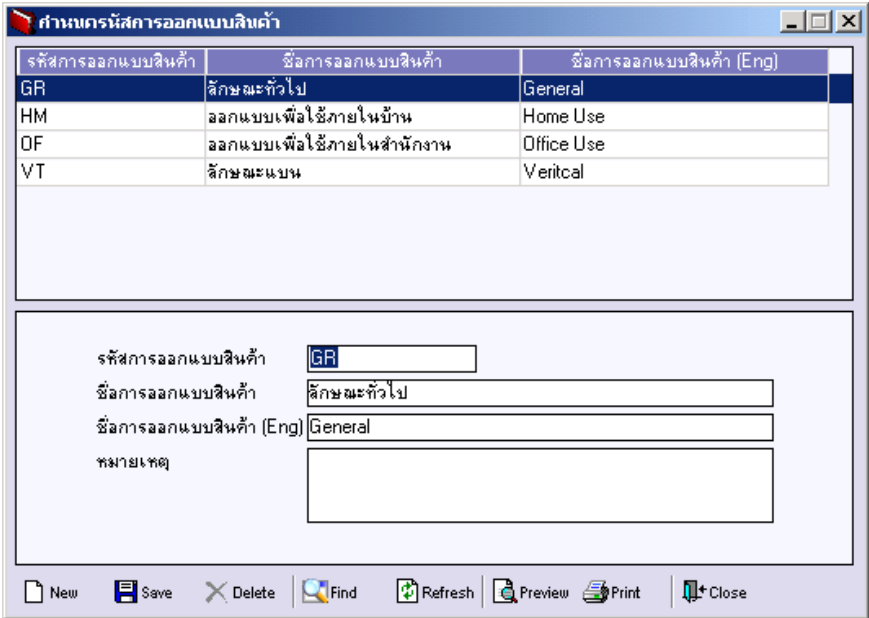 กำหนดรหัสการออกแบบสินค้า
รหัสการออกแบบสินค้า ชื่อการออกแบบสินค้า ชื่อการออกแบบสินค้า (Eng)
GR ลักษณะทั่วไป General
HM ออกแบบเพื่อใช้ภายในบ้าน Home Use
OF ออกแบบเพื่อใช้ภายในสำนักงาน Office Use
VT ลักษณะแบน Veritcal
รหัสการออกแบบสินค้า GR
ชื่อการออกแบบสินค้า ลักษณะทั่วไป
ชื่อการออกแบบสินค้า (Eng) General
หมายเหตุ
New Save Delete Find Refresh Preview Print Close